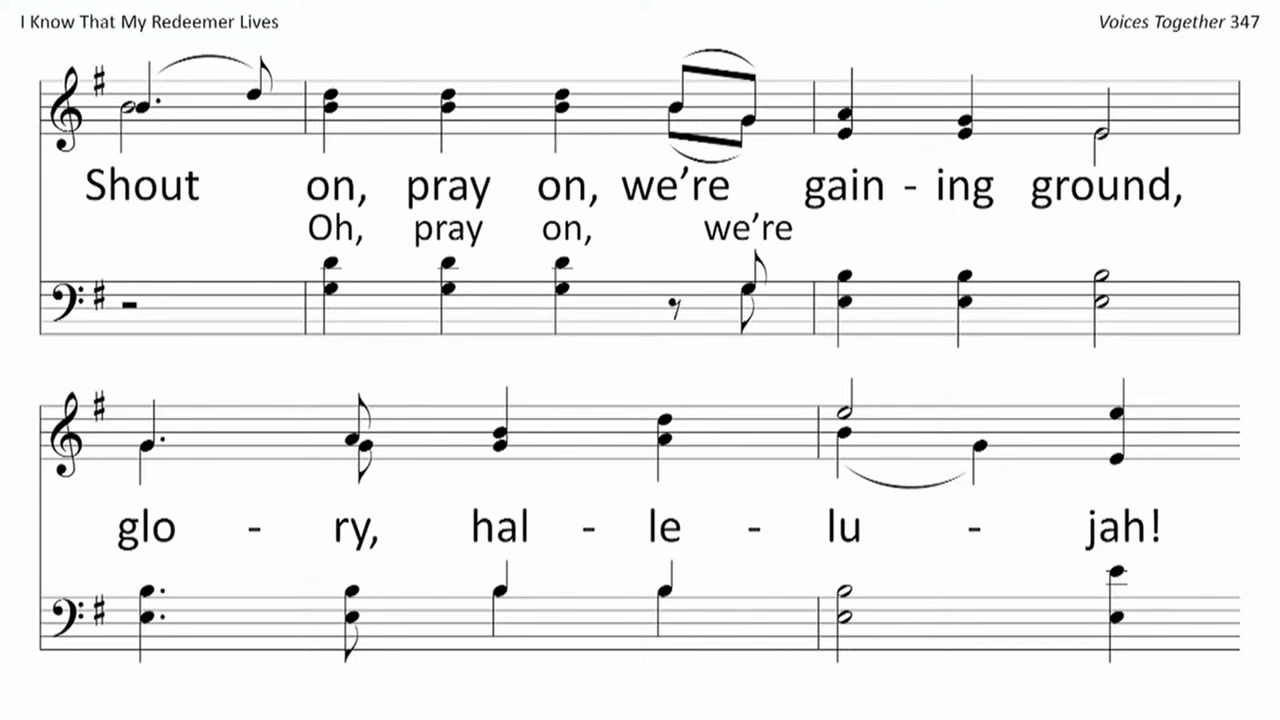 I Know That My Redeemer Lives
Voices Together 347
Shout on, pray on, we’re gain - ing ground,
Oh, pray on, we’re
glo - ry, hal - le - lu - jah!